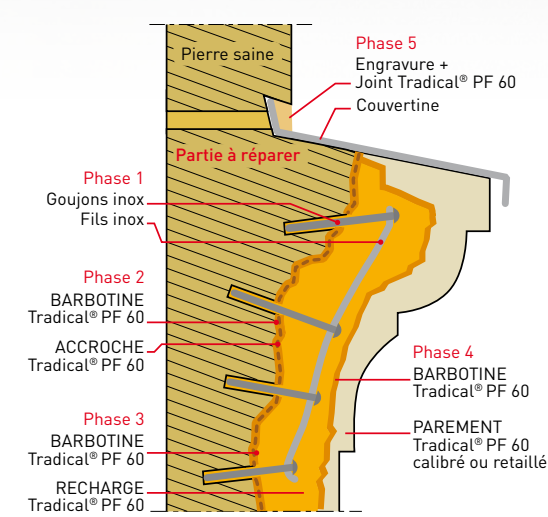 Pierre saine
Phase 5
Engravure +
Joint Tradical® PF 60
Couvertine
Partie à réparer
Phase 1
Goujons inox
Fils inox
Phase 2
BARBOTINE
Tradical® PF 60
ACCROCHE
Tradical® PF 60
Phase 3
BARBOTINE
Tradical® PF 60
RECHARGE
Tradical® PF 60
Phase 4
BARBOTINE
Tradical® PF 60
PAREMENT
Tradical® PF 60
calibré ou retaillé